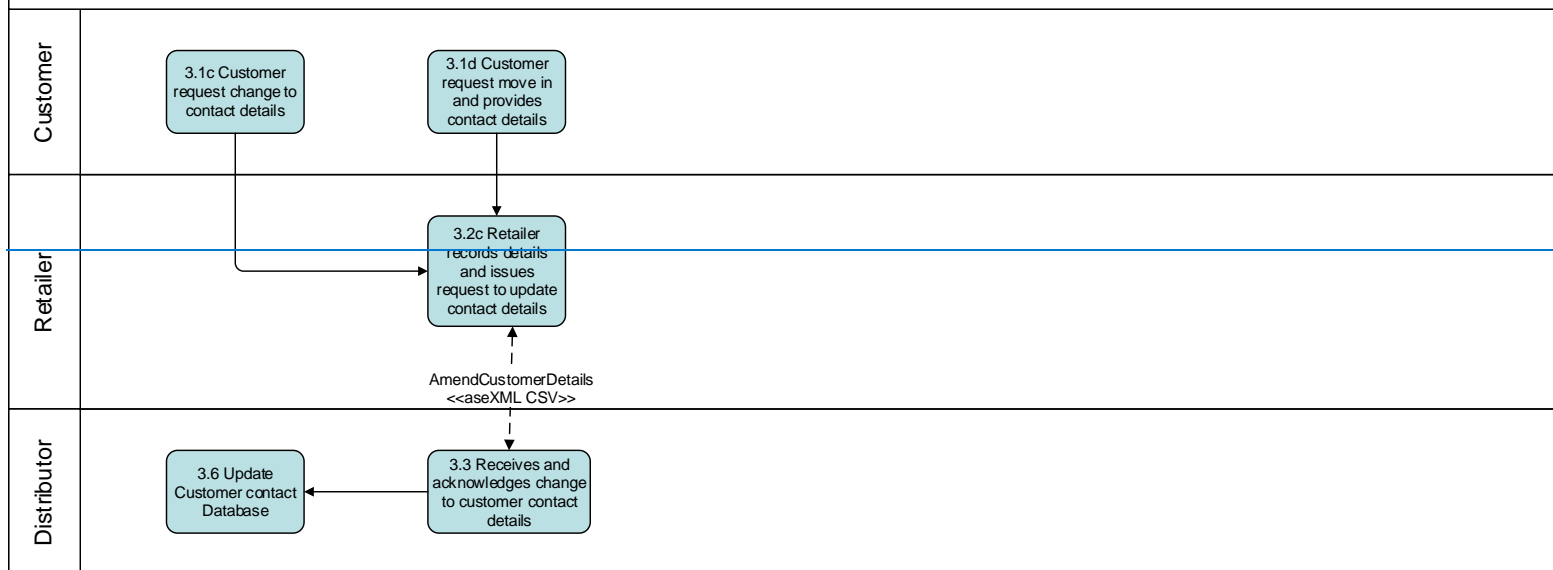 Customer
3.1c Customer
request change to
contact details
3.1d Customer
request move in
and provides
contact details
Retailer
3.2c Retailer
records details
and issues
request to update
contact details
AmendCustomerDetails
<<aseXML CSV>>
Distributor
3.6 Update
Customer contact
Database
3.3 Receives and
acknowledges change
to customer contact
details